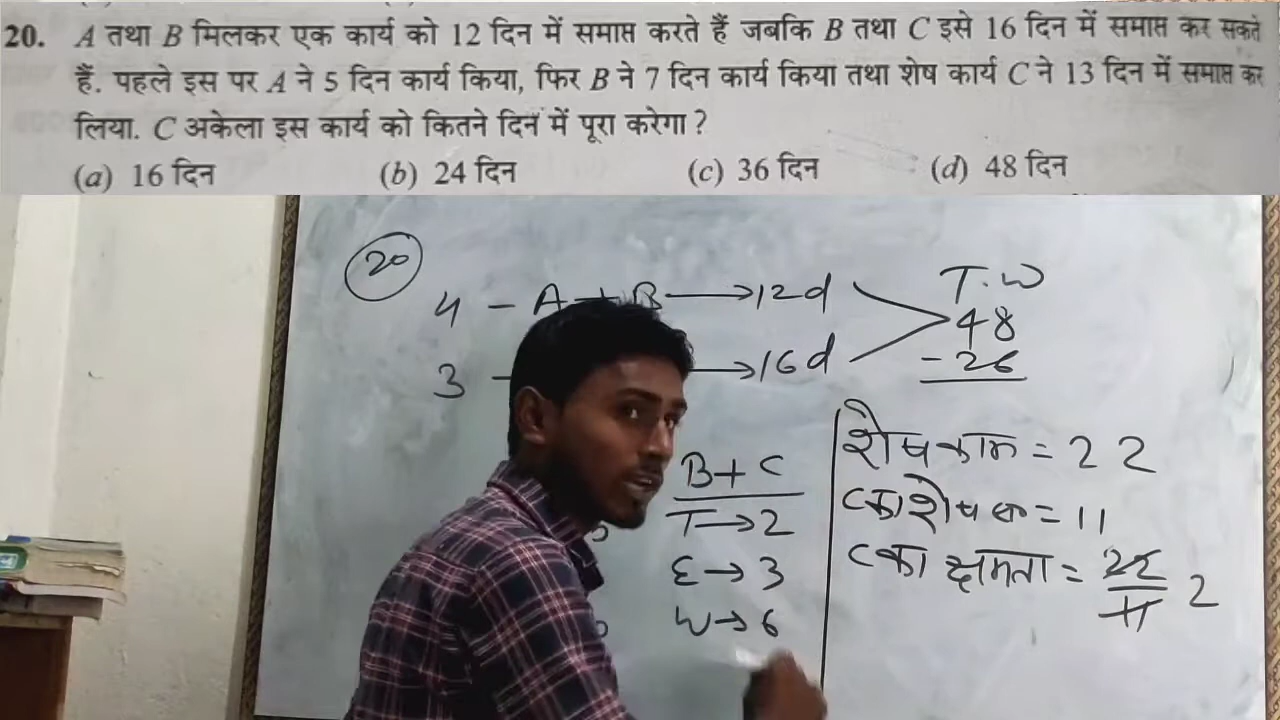 20. A तथा B मिलकर एक कार्य को 12 दिन में समाप्त करते हैं जबकि B तथा C इसे 16 दिन में समाप्त कर सकते
हैं. पहले इस पर A ने 5 दिन कार्य किया, फिर B ने 7 दिन कार्य किया तथा शेष कार्य C ने 13 दिन में समाप्त कर
लिया. C अकेला इस कार्य को कितने दिन में पूरा करेगा ?
(a) 16 दिन (b) 24 दिन (c) 36 दिन (d) 48 दिन
20
4 - A + B → 12d
T.W
48
3 - → 16d
-26
B + C
T → 2
E → 3
W → 6
शेष काम = 22
C का शेष = 11
C का क्षमता = 22/11 2